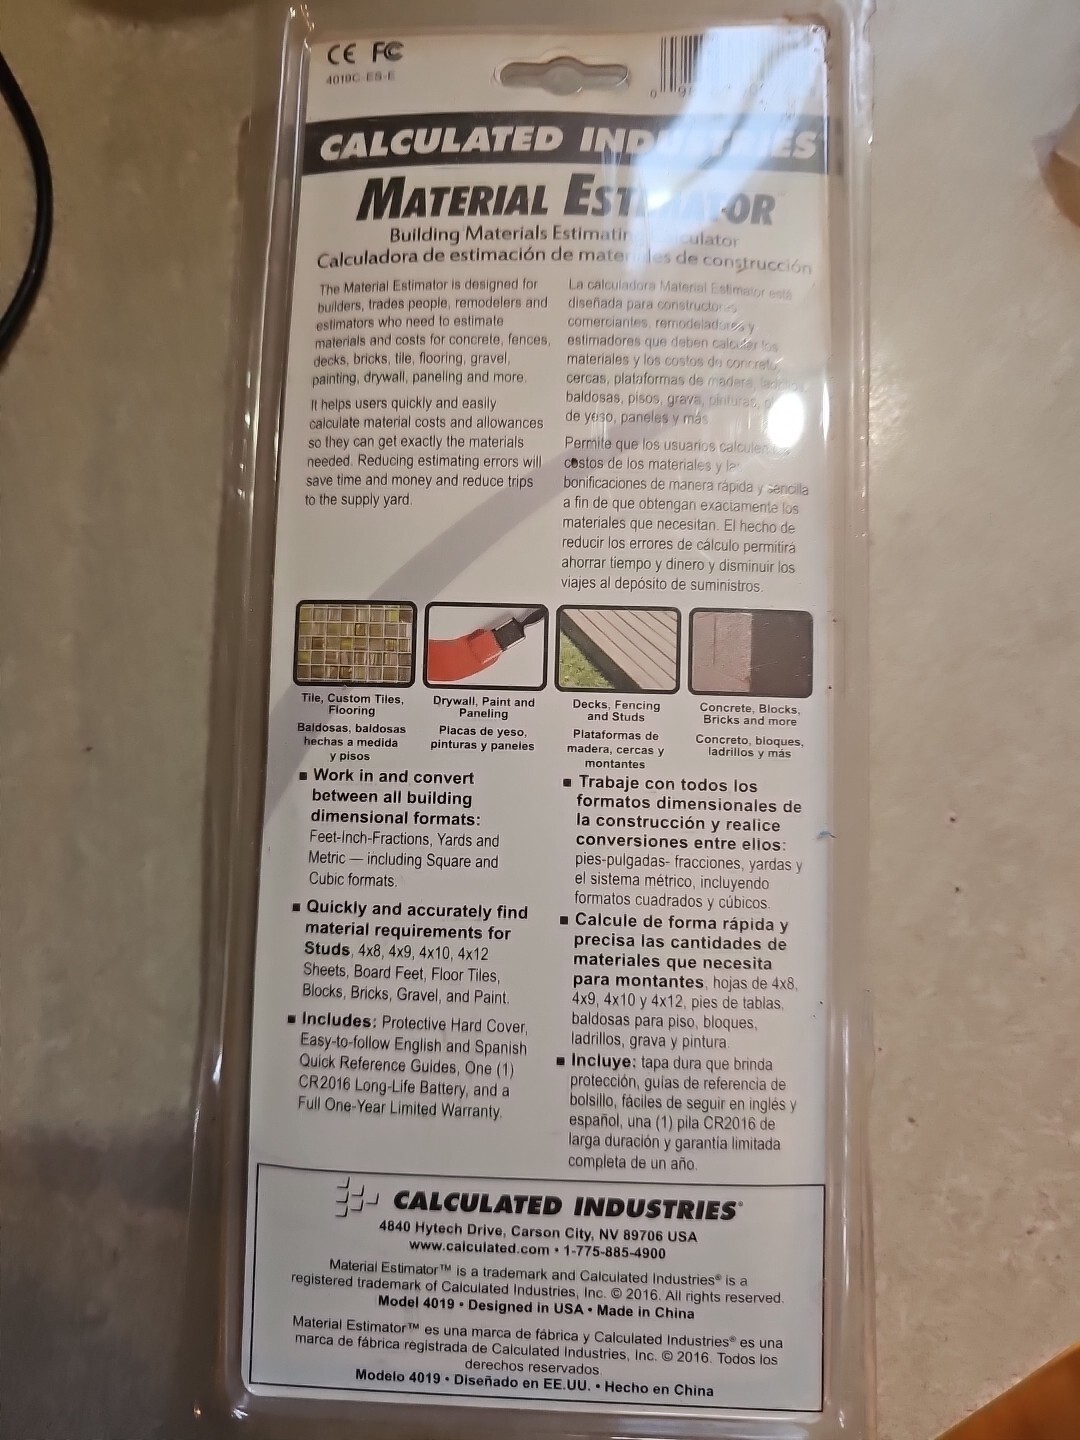 CE FC
4019C-ES-E
CALCULATED INDUSTRIES
MATERIAL ESTIMATOR
Building Materials Estimating Calculator
Calculadora de estimación de materiales de construcción
The Material Estimator is designed for
builders, trades people, remodelers and
estimators who need to estimate
materials and costs for concrete, fences,
decks, bricks, tile, flooring, gravel,
painting, drywall, paneling and more.
It helps users quickly and easily
calculate material costs and allowances
so they can get exactly the materials
needed. Reducing estimating errors will
save time and money and reduce trips
to the supply yard.
La calculadora Material Estimator está
diseñada para constructores,
comerciantes, remodeladores y
estimadores que deben calcular los
materiales y los costos de concreto,
cercas, plataformas de madera,
baldosas, pisos, grava, pinturas,
de yeso, paneles y más.
Permite que los usuarios calculen
costos de los materiales y las
bonificaciones de manera rápida y sencilla
a fin de que obtengan exactamente los
materiales que necesitan. El hecho de
reducir los errores de cálculo permitirá
ahorrar tiempo y dinero y disminuir los
viajes al depósito de suministros.
Tile, Custom Tiles,
Flooring
Baldosas, baldosas
hechas a medida
y pisos
Drywall, Paint and
Paneling
Placas de yeso,
pinturas y paneles
Decks, Fencing
and Studs
Plataformas de
madera, cercas y
montantes
Concrete, Blocks,
Bricks and more
Concreto, bloques,
ladrillos y más
▪ Work in and convert
between all building
dimensional formats:
Feet-Inch-Fractions, Yards and
Metric — including Square and
Cubic formats.
▪ Quickly and accurately find
material requirements for
Studs, 4x8, 4x9, 4x10, 4x12
Sheets, Board Feet, Floor Tiles,
Blocks, Bricks, Gravel, and Paint.
▪ Includes: Protective Hard Cover,
Easy-to-follow English and Spanish
Quick Reference Guides, One (1)
CR2016 Long-Life Battery, and a
Full One-Year Limited Warranty.
▪ Trabaje con todos los
formatos dimensionales de
la construcción y realice
conversiones entre ellos:
pies-pulgadas- fracciones, yardas y
el sistema métrico, incluyendo
formatos cuadrados y cúbicos.
▪ Calcule de forma rápida y
precisa las cantidades de
materiales que necesita
para montantes, hojas de 4x8,
4x9, 4x10 y 4x12, pies de tablas,
baldosas para piso, bloques,
ladrillos, grava y pintura.
▪ Incluye: tapa dura que brinda
protección, guías de referencia de
bolsillo, fáciles de seguir en inglés y
español, una (1) pila CR2016 de
larga duración y garantía limitada
completa de un año.
CALCULATED INDUSTRIES®
4840 Hytech Drive, Carson City, NV 89706 USA
www.calculated.com • 1-775-885-4900
Material Estimator™ is a trademark and Calculated Industries® is a
registered trademark of Calculated Industries, Inc. © 2016. All rights reserved.
Model 4019 • Designed in USA • Made in China
Material Estimator™ es una marca de fábrica y Calculated Industries® es una
marca de fábrica registrada de Calculated Industries, Inc. © 2016. Todos los
derechos reservados
Modelo 4019 • Diseñado en EE.UU. • Hecho en China